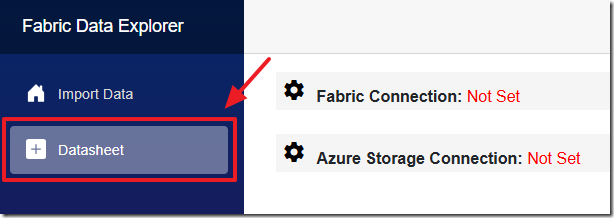 Fabric Data Explorer
Import Data
Datasheet
Fabric Connection: Not Set
Azure Storage Connection: Not Set